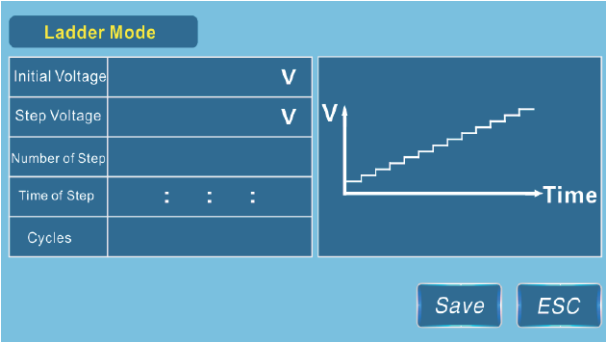 Ladder Mode
Initial Voltage V
Step Voltage V
Number of Step
Time of Step : : :
Cycles
V
Time
Save ESC